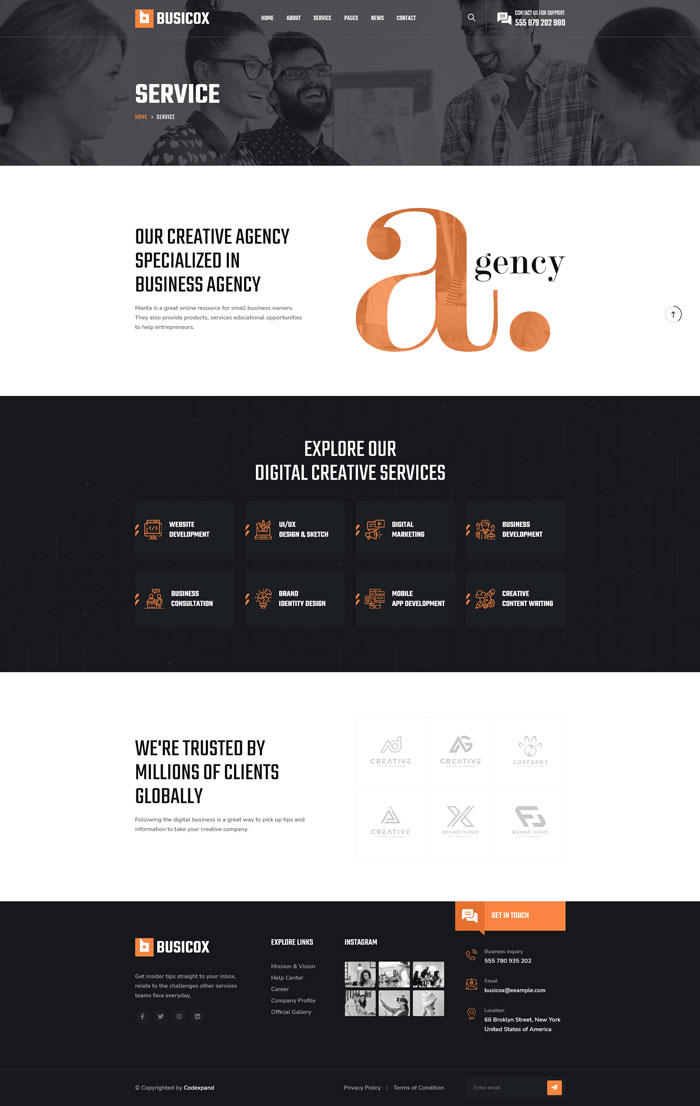 BUSICOX
HOME ABOUT SERVICE PAGES NEWS CONTACT
CONTACT US FOR SUPPORT
555 879 202 980
SERVICE
HOME > SERVICE
OUR CREATIVE AGENCY
SPECIALIZED IN
BUSINESS AGENCY
Manta is a great online resource for small business owners.
They also provide products, services educational opportunities
to help entrepreneurs.
agency
EXPLORE OUR
DIGITAL CREATIVE SERVICES
WEBSITE
DEVELOPMENT
UI/UX
DESIGN & SKETCH
DIGITAL
MARKETING
BUSINESS
DEVELOPMENT
BUSINESS
CONSULTATION
BRAND
IDENTITY DESIGN
MOBILE
APP DEVELOPMENT
CREATIVE
CONTENT WRITING
WE'RE TRUSTED BY
MILLIONS OF CLIENTS
GLOBALLY
Following the digital business is a great way to pick up tips and
information to take your creative company.
CREATIVE
CREATIVE
COFF&PET
CREATIVE
BRAND NAME
BRAND NAME
GET IN TOUCH
BUSICOX
Get insider tips straight to your inbox,
relate to the challenges other services
teams face everyday,
EXPLORE LINKS
Mission & Vision
Help Center
Career
Company Profile
Official Gallery
INSTAGRAM
Business Inquiry
555 780 935 202
Email
busicox@example.com
Location
66 Broklyn Street, New York
United States of America
© Copyrighted by Codexpand
Privacy Policy | Terms of Condition
Enter email